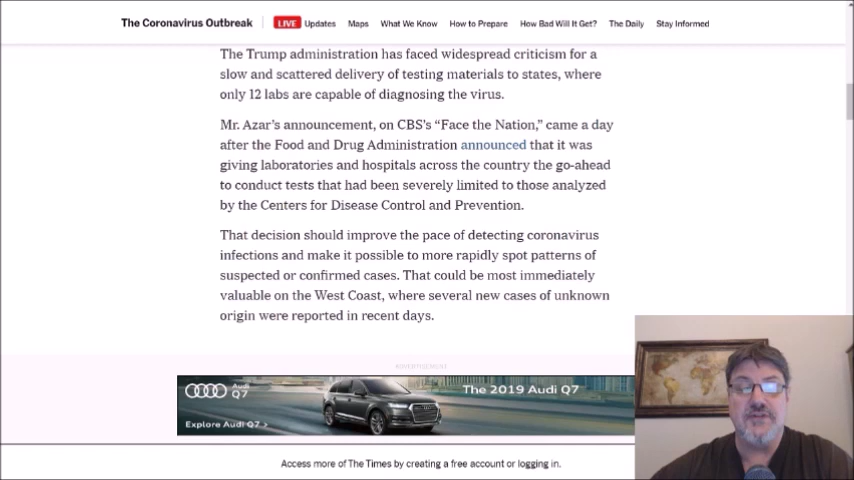 The Coronavirus Outbreak | LIVE Updates Maps What We Know How to Prepare How Bad Will It Get? The Daily Stay Informed
The Trump administration has faced widespread criticism for a
slow and scattered delivery of testing materials to states, where
only 12 labs are capable of diagnosing the virus.
Mr. Azar’s announcement, on CBS’s “Face the Nation,” came a day
after the Food and Drug Administration announced that it was
giving laboratories and hospitals across the country the go-ahead
to conduct tests that had been severely limited to those analyzed
by the Centers for Disease Control and Prevention.
That decision should improve the pace of detecting coronavirus
infections and make it possible to more rapidly spot patterns of
suspected or confirmed cases. That could be most immediately
valuable on the West Coast, where several new cases of unknown
origin were reported in recent days.
ADVERTISEMENT
Audi
Q7
The 2019 Audi Q7
Explore Audi Q7 >
Access more of The Times by creating a free account or logging in.